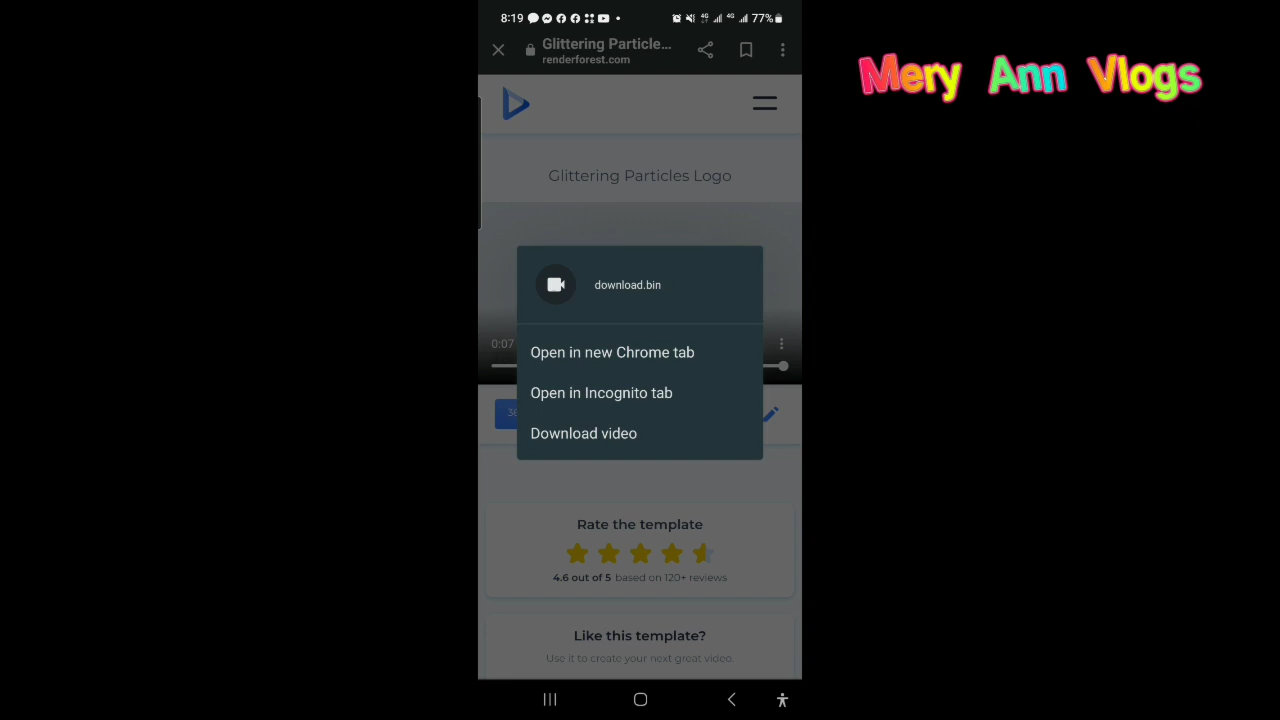 8:19
77%
Glittering Particle...
renderforest.com
Mery Ann Vlogs
Glittering Particles Logo
download.bin
0:07
Open in new Chrome tab
Open in Incognito tab
Download video
Rate the template
4.6 out of 5 based on 120+ reviews
Like this template?
Use it to create your next great video.